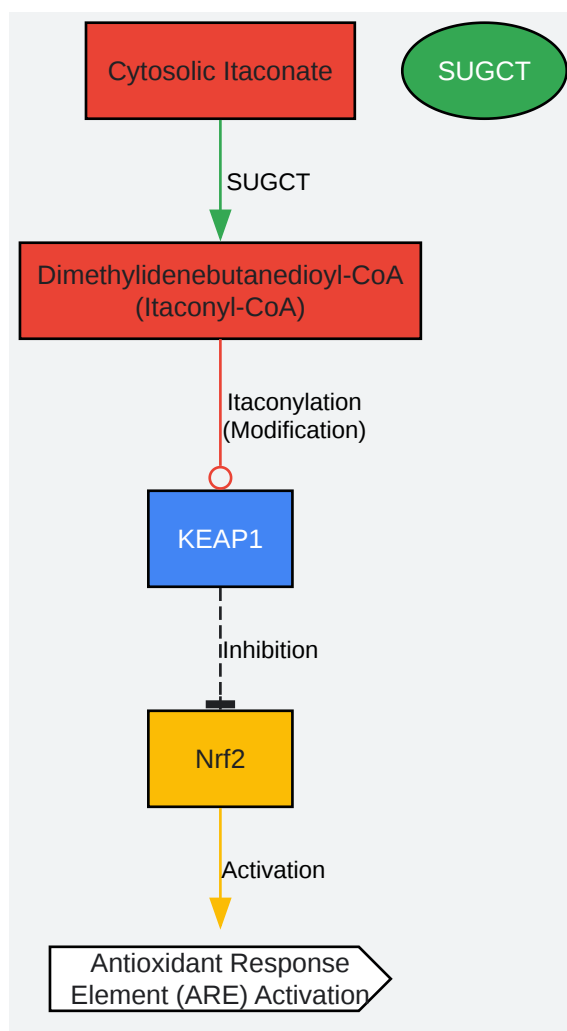 Cytosolic Itaconate
SUGCT
SUGCT
Dimethylidenebutanedioyl-CoA
(Itaconyl-CoA)
Itaconylation
(Modification)
KEAP1
Inhibition
Nrf2
Activation
Antioxidant Response
Element (ARE) Activation